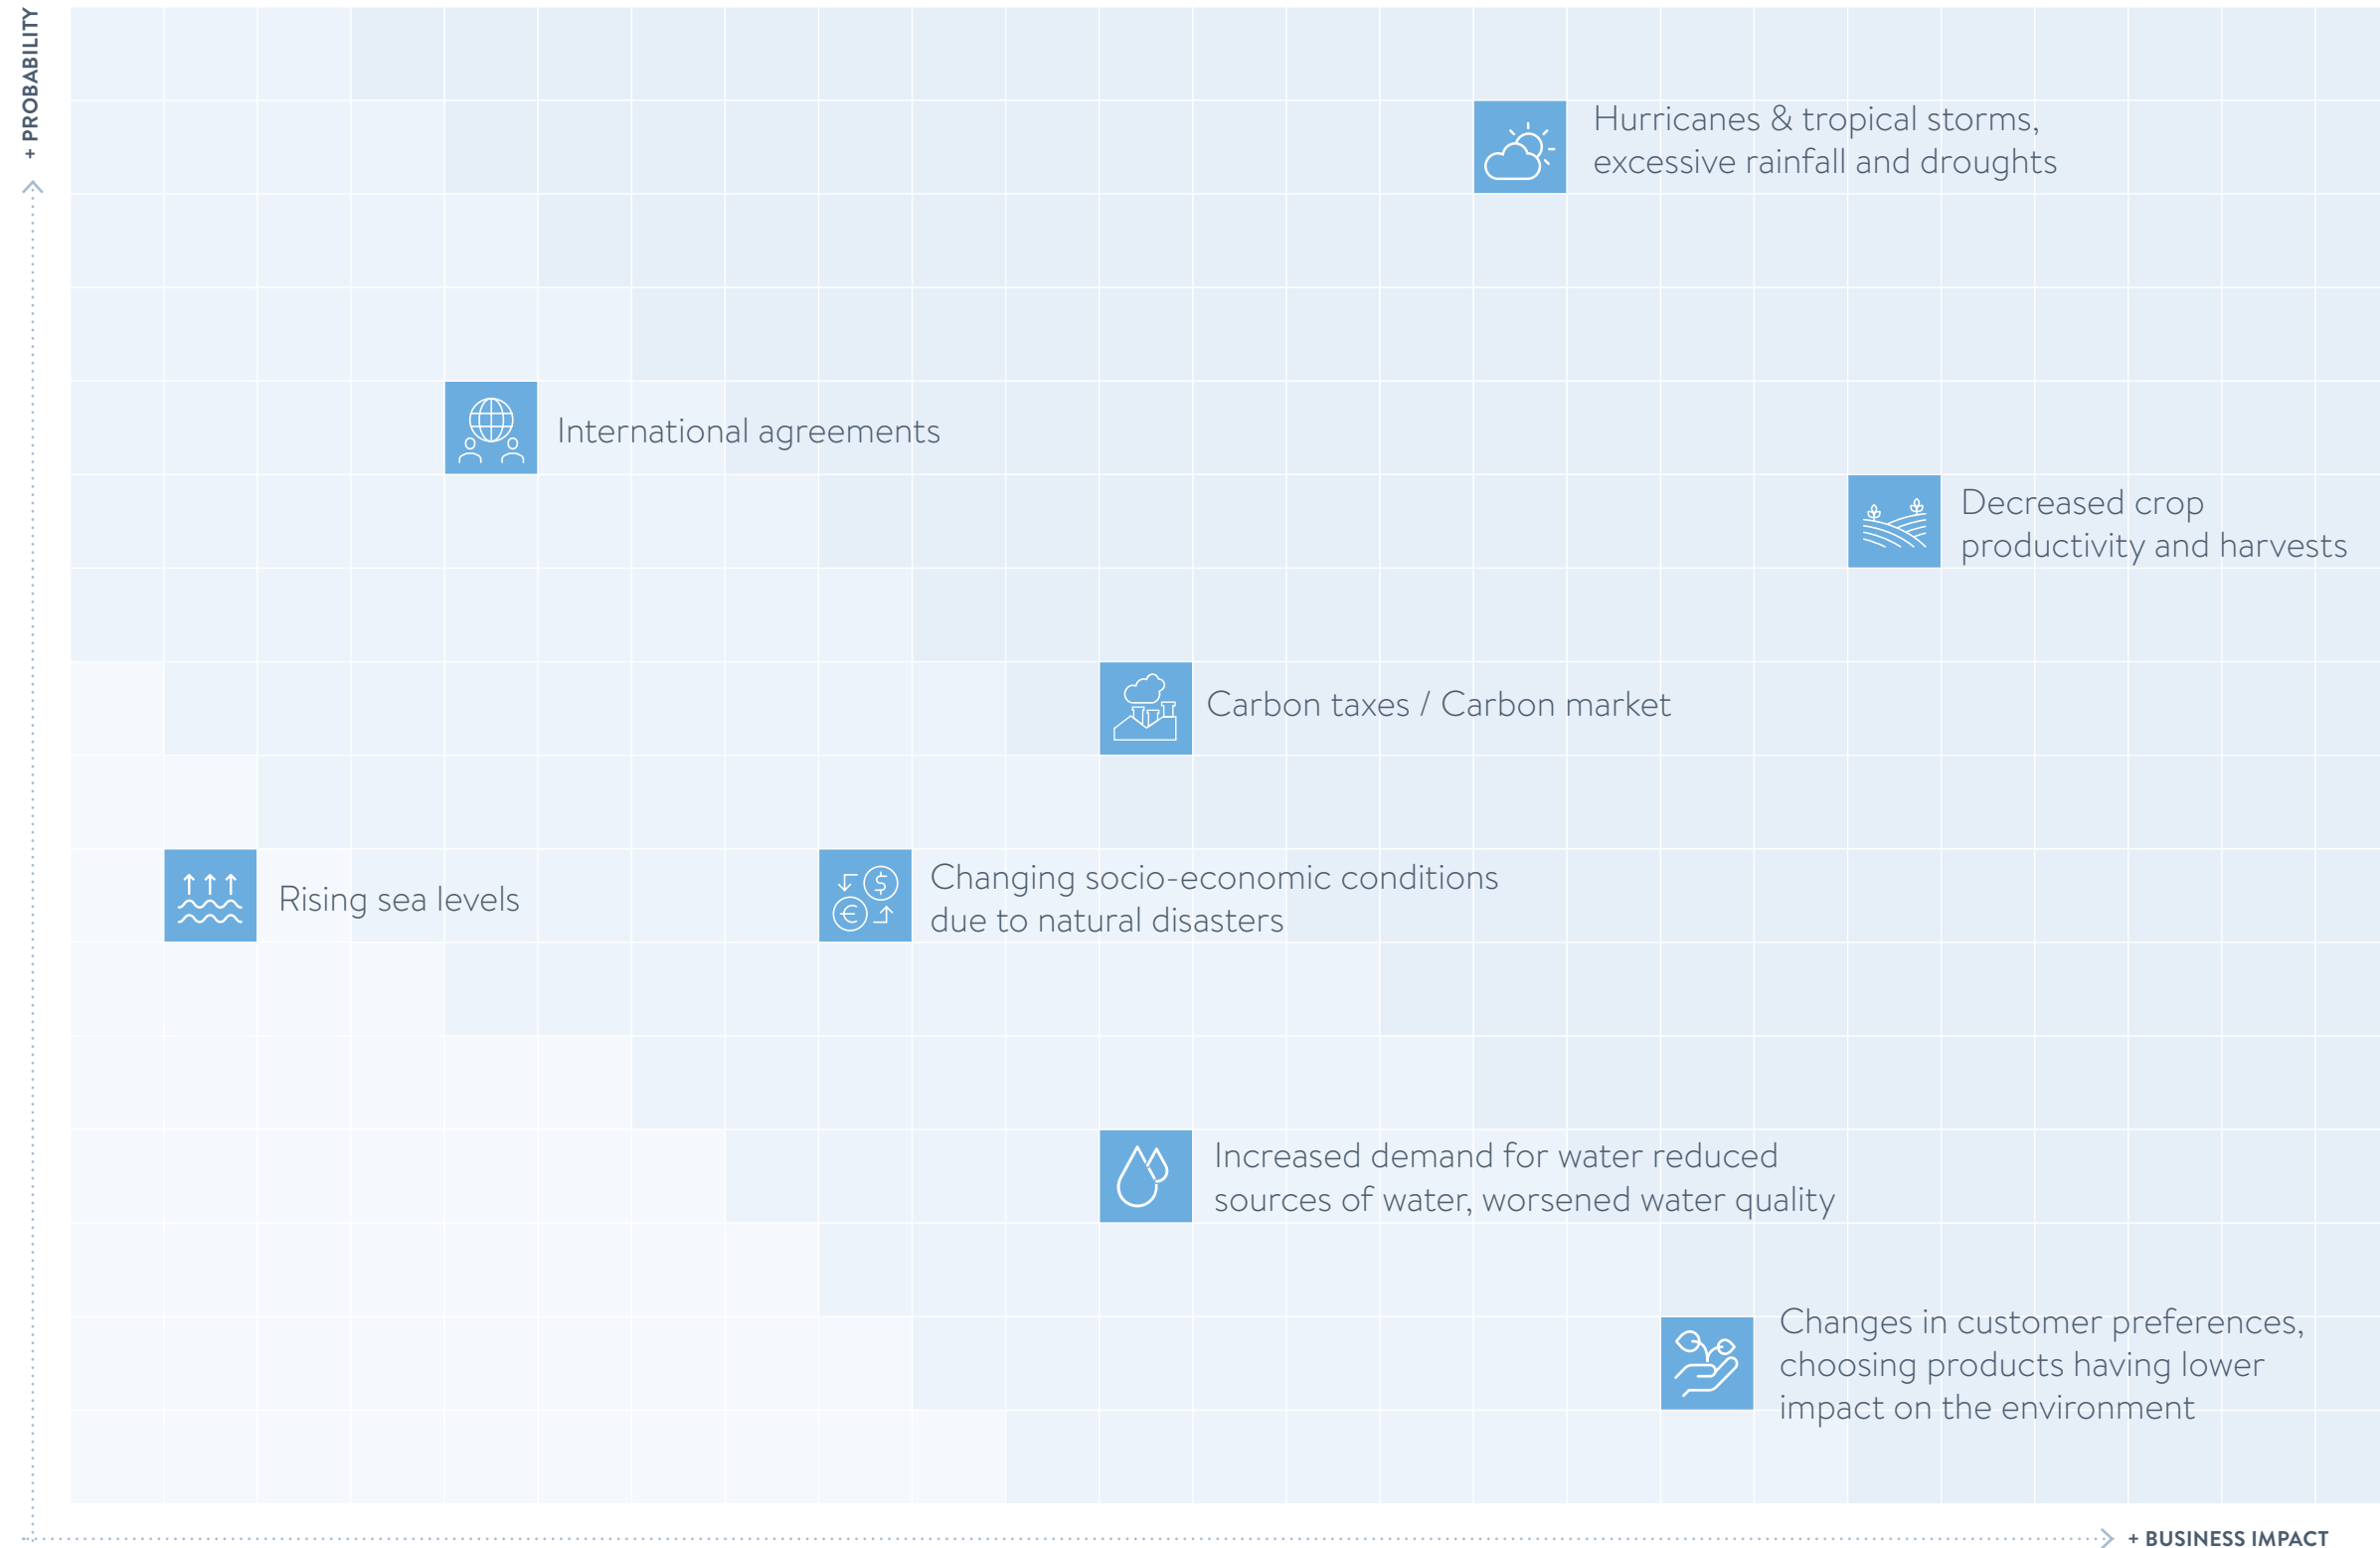 + PROBABILITY
Hurricanes & tropical storms,
excessive rainfall and droughts
International agreements
Decreased crop
productivity and harvests
Carbon taxes / Carbon market
Rising sea levels
Changing socio-economic conditions
due to natural disasters
Increased demand for water reduced
sources of water, worsened water quality
Changes in customer preferences,
choosing products having lower
impact on the environment
+ BUSINESS IMPACT